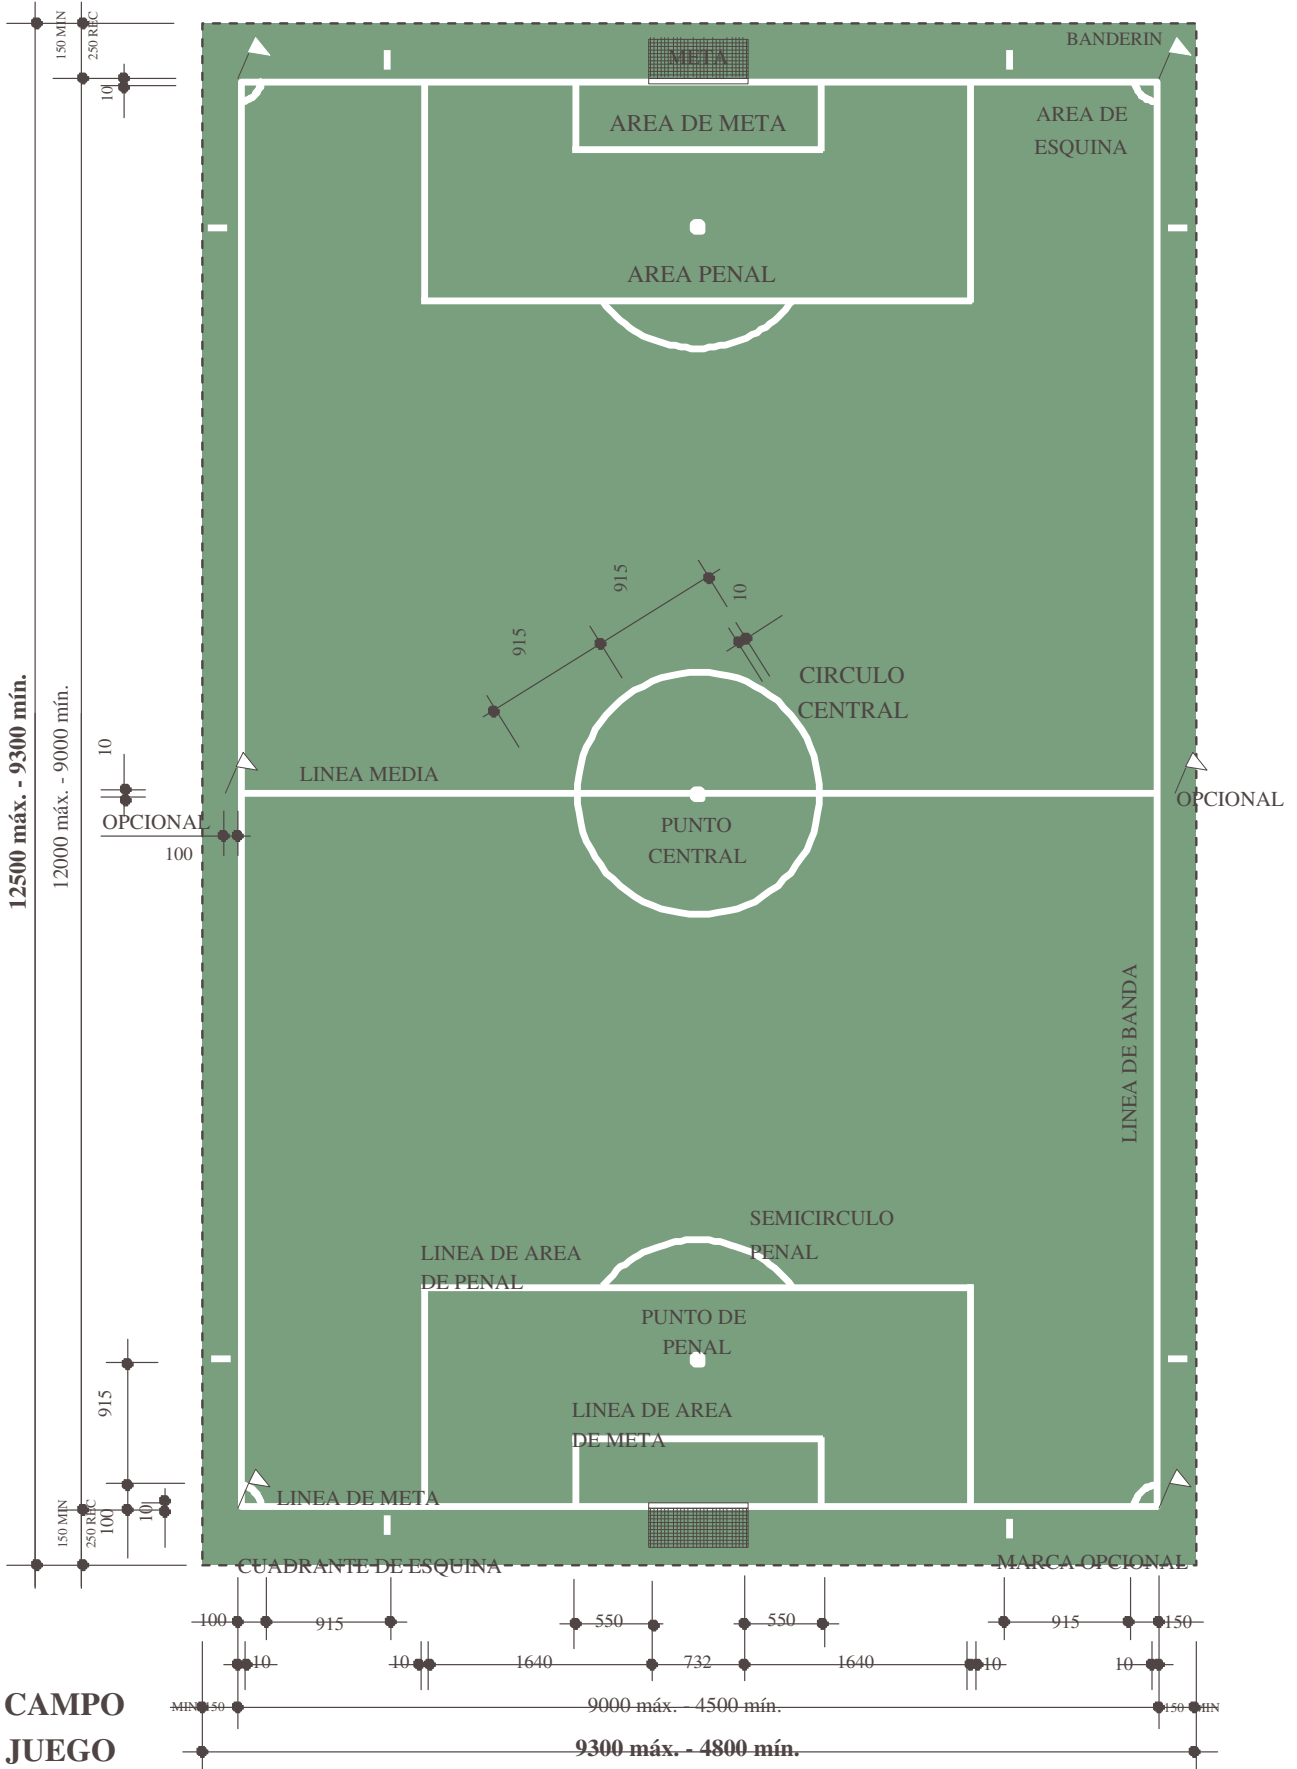 150 MIN
250 REC
10
META
BANDERIN
AREA DE META
AREA DE
ESQUINA
AREA PENAL
915
10
915
CIRCULO
CENTRAL
12500 máx. - 9300 mín.
12000 máx. - 9000 mín.
10
LINEA MEDIA
OPCIONAL
OPCIONAL
100
PUNTO
CENTRAL
LINEA DE BANDA
SEMICIRCULO
PENAL
LINEA DE AREA
DE PENAL
PUNTO DE
PENAL
915
LINEA DE AREA
DE META
LINEA DE META
150 MIN
250 REC
100
10
CUADRANTE DE ESQUINA
MARCA OPCIONAL
100 915 550 550 915 150
10 10 1640 732 1640 10 10
CAMPO MIN 150 9000 máx. - 4500 mín. 150 MIN
JUEGO 9300 máx. - 4800 mín.